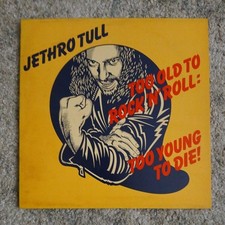 JETHRO TULL
TOO OLD TO
ROCK 'N' ROLL:
TOO YOUNG
TO DIE!